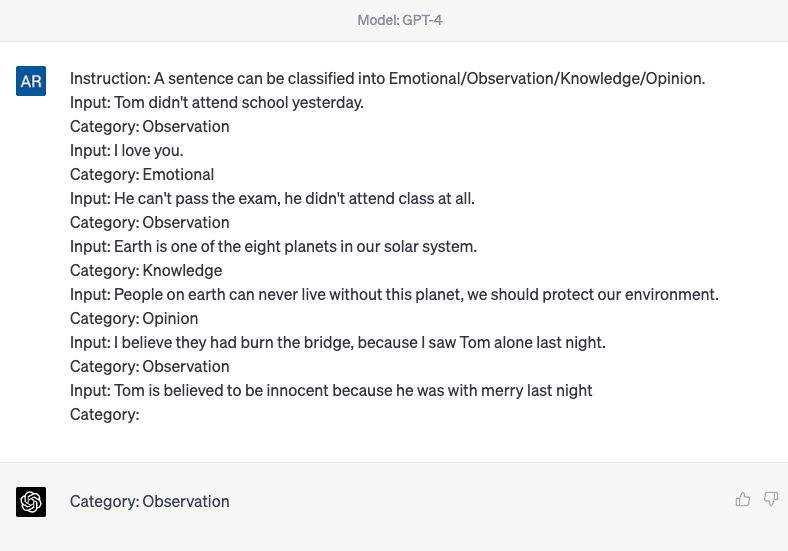 Model: GPT-4
AR
Instruction: A sentence can be classified into Emotional/Observation/Knowledge/Opinion.
Input: Tom didn't attend school yesterday.
Category: Observation
Input: I love you.
Category: Emotional
Input: He can't pass the exam, he didn't attend class at all.
Category: Observation
Input: Earth is one of the eight planets in our solar system.
Category: Knowledge
Input: People on earth can never live without this planet, we should protect our environment.
Category: Opinion
Input: I believe they had burn the bridge, because I saw Tom alone last night.
Category: Observation
Input: Tom is believed to be innocent because he was with merry last night
Category:
Category: Observation